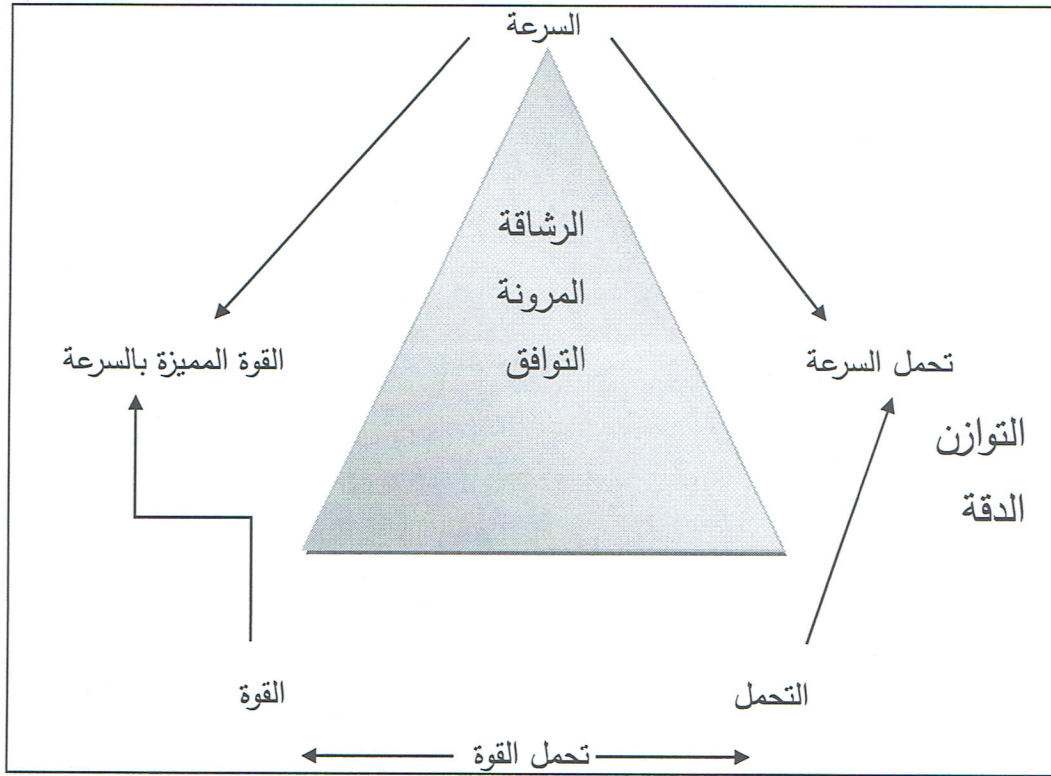 السرعة
الرشاقة
المرونة
التوافق
تحمل السرعة
القوة المميزة بالسرعة
التوازن
الدقة
التحمل
القوة
تحمل القوة